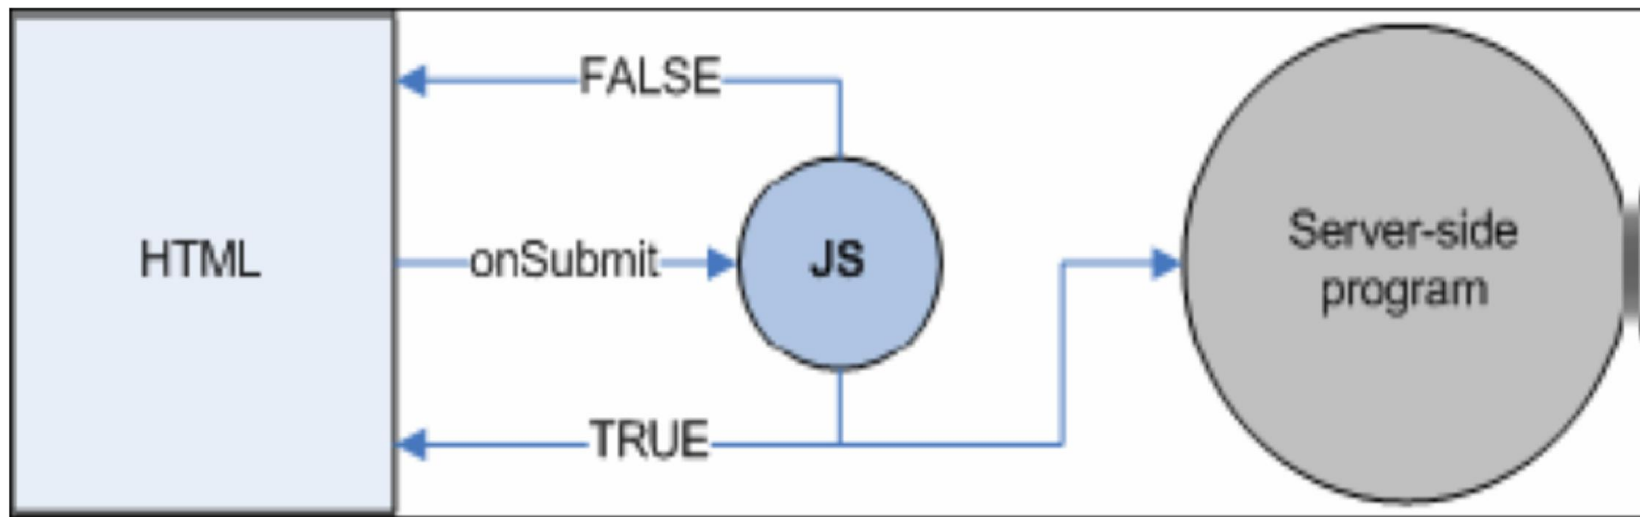 FALSE
HTML
onSubmit
JS
Server-side
program
TRUE